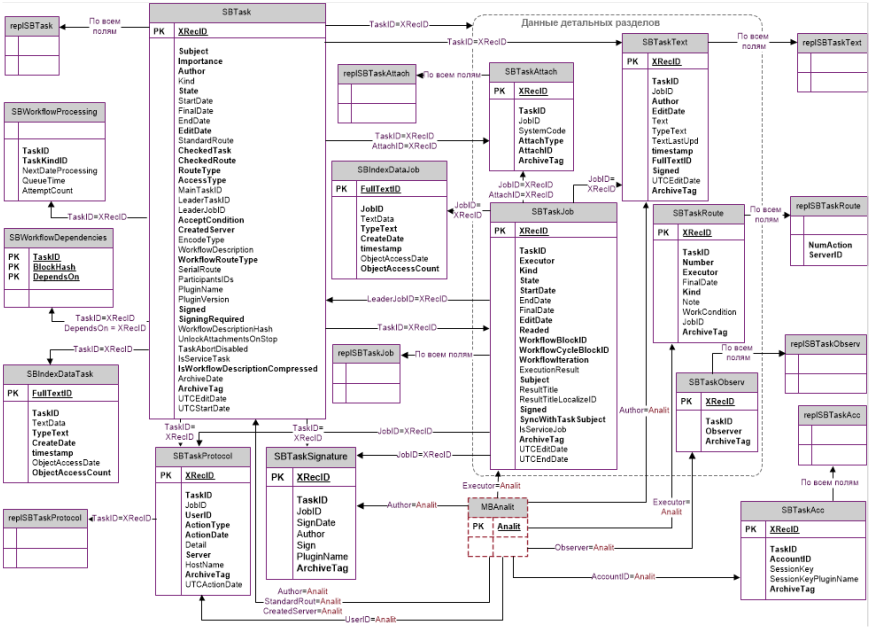 replSBTask
По всем
полям
SBTask
PK XRecID
Subject
Importance
Author
Kind
State
StartDate
FinalDate
EndDate
EditDate
StandardRoute
CheckedTask
CheckedRoute
RouteType
AccessType
MainTaskID
LeaderTaskID
LeaderJobID
AcceptCondition
CreatedServer
EncodeType
WorkflowDescription
WorkflowRouteType
SerialRoute
ParticipantsIDs
PluginName
PluginVersion
Signed
SigningRequired
WorkflowDescriptionHash
UnlockAttachmentsOnStop
TaskAbortDisabled
IsServiceTask
IsWorkflowDescriptionCompressed
ArchiveDate
ArchiveTag
UTCEditDate
UTCStartDate
TaskID=XRecID
TaskID=XRecID
Данные детальных разделов
SBTaskText
PK XRecID
TaskID
JobID
Author
EditDate
Text
TypeText
TextLastUpd
timestamp
FullTextID
Signed
UTCEditDate
ArchiveTag
По всем
полям
replSBTaskText
replSBTaskAttach
По всем полям
SBTaskAttach
PK XRecID
TaskID
JobID
SystemCode
AttachType
AttachID
ArchiveTag
TaskID=XRecID
AttachID=XRecID
SBWorkflowProcessing
TaskID
TaskKindID
NextDateProcessing
QueueTime
AttemptCount
TaskID=XRecID
SBIndexDataJob
PK FullTextID
JobID
TextData
TypeText
CreateDate
timestamp
ObjectAccessDate
ObjectAccessCount
JobID=
XRecID
JobID=XRecID
AttachID=XRecID
JobID=
XRecID
SBTaskJob
PK XRecID
TaskID
Executor
Kind
State
StartDate
EndDate
FinalDate
EditDate
Readed
WorkflowBlockID
WorkflowCycleBlockID
WorkflowIteration
ExecutionResult
Subject
ResultTitle
ResultTitleLocalizeID
Signed
SyncWithTaskSubject
IsServiceJob
ArchiveTag
UTCEditDate
UTCEndDate
SBTaskRoute
PK XRecID
TaskID
Number
Executor
FinalDate
Kind
Note
WorkCondition
JobID
ArchiveTag
По всем
полям
replSBTaskRoute
NumAction
ServerID
SBWorkflowDependencies
PK TaskID
PK BlockHash
PK DependsOn
TaskID=XRecID
DependsOn = XRecID
LeaderJobID=XRecID
TaskID=XRecID
replSBTaskJob
По всем полям
TaskID=XRecID
SBIndexDataTask
PK FullTextID
TaskID
TextData
TypeText
CreateDate
timestamp
ObjectAccessDate
ObjectAccessCount
По всем
полям
replSBTaskObserv
SBTaskObserv
PK XRecID
TaskID
Observer
ArchiveTag
Author=Analit
replSBTaskAcc
По всем полям
TaskID=
XRecID
TaskID=
XRecID
JobID=XRecID
JobID=XRecID
SBTaskProtocol
PK XRecID
TaskID
JobID
UserID
ActionType
ActionDate
Detail
Server
HostName
ArchiveTag
UTCActionDate
SBTaskSignature
PK XRecID
TaskID
JobID
SignDate
Author
Sign
PluginName
ArchiveTag
replSBTaskProtocol
TaskID=XRecID
Executor=Analit
Author=Analit
MBAnalit
PK Analit
Executor=
Analit
Observer=Analit
AccountID=Analit
SBTaskAcc
PK XRecID
TaskID
AccountID
SessionKey
SessionKeyPluginName
ArchiveTag
Author=Analit
StandardRout=Analit
CreatedServer=Analit
UserID=Analit